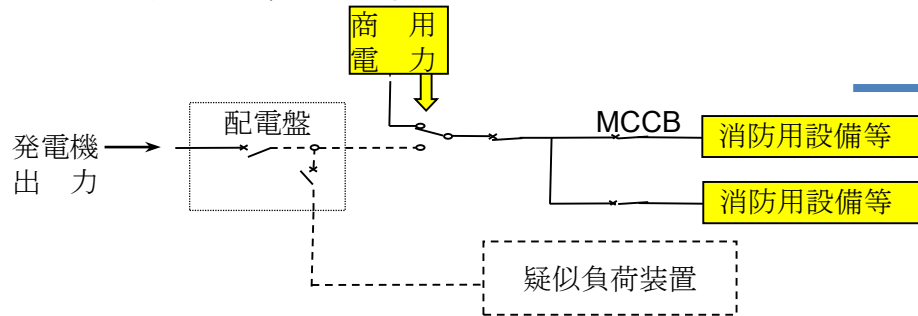 商　用
電　力
配電盤
MCCB
消防用設備等
発電機
出　力
消防用設備等
疑似負荷装置